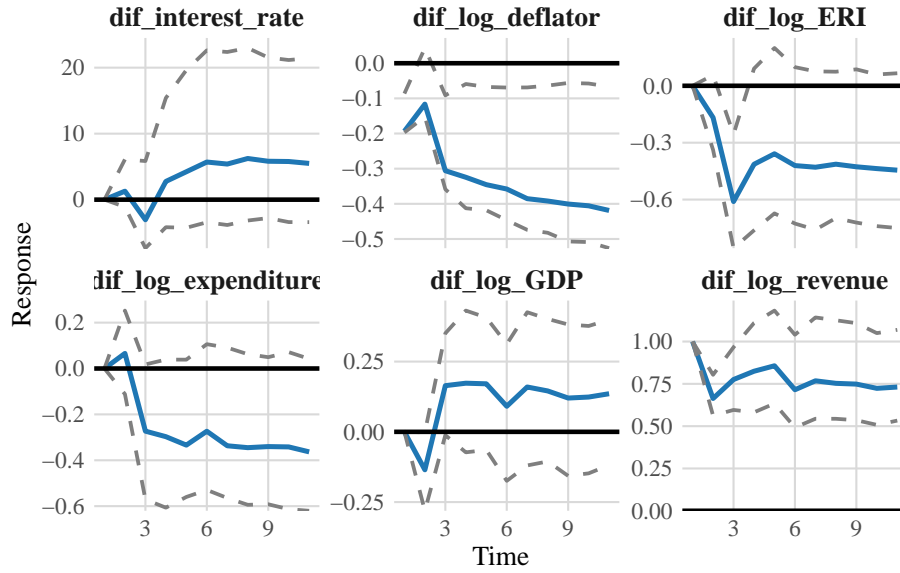 dif_interest_rate
dif_log_deflator
dif_log_ERI
20
10
0
0.0
−0.1
−0.2
−0.3
−0.4
−0.5
0.0
−0.3
−0.6
Response
dif_log_expenditure
dif_log_GDP
dif_log_revenue
0.2
0.0
−0.2
−0.4
−0.6
0.25
0.00
−0.25
1.00
0.75
0.50
0.25
0.00
3 6 9
3 6 9
3 6 9
Time